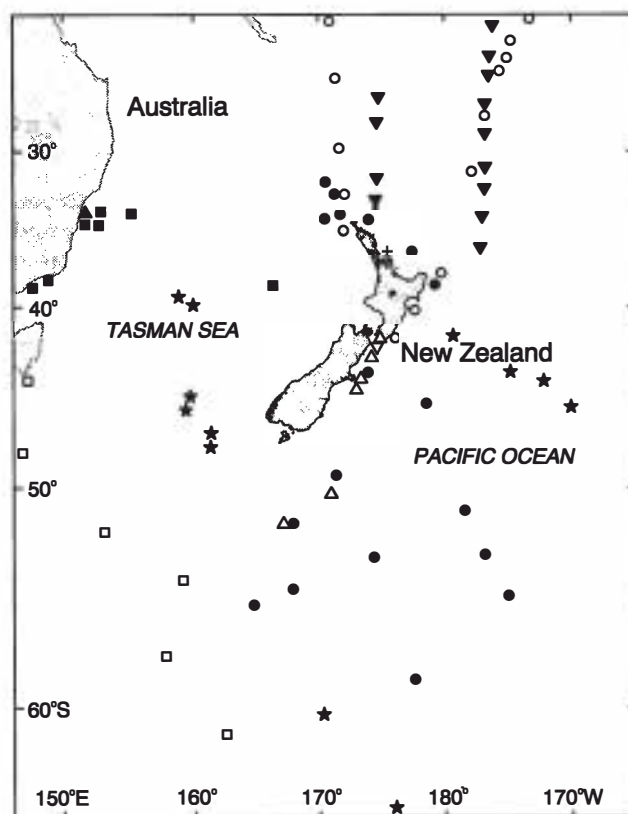 Australia
30°
40°
TASMAN SEA
New Zealand
PACIFIC OCEAN
50°
60°S
150°E 160° 170° 180° 170°W